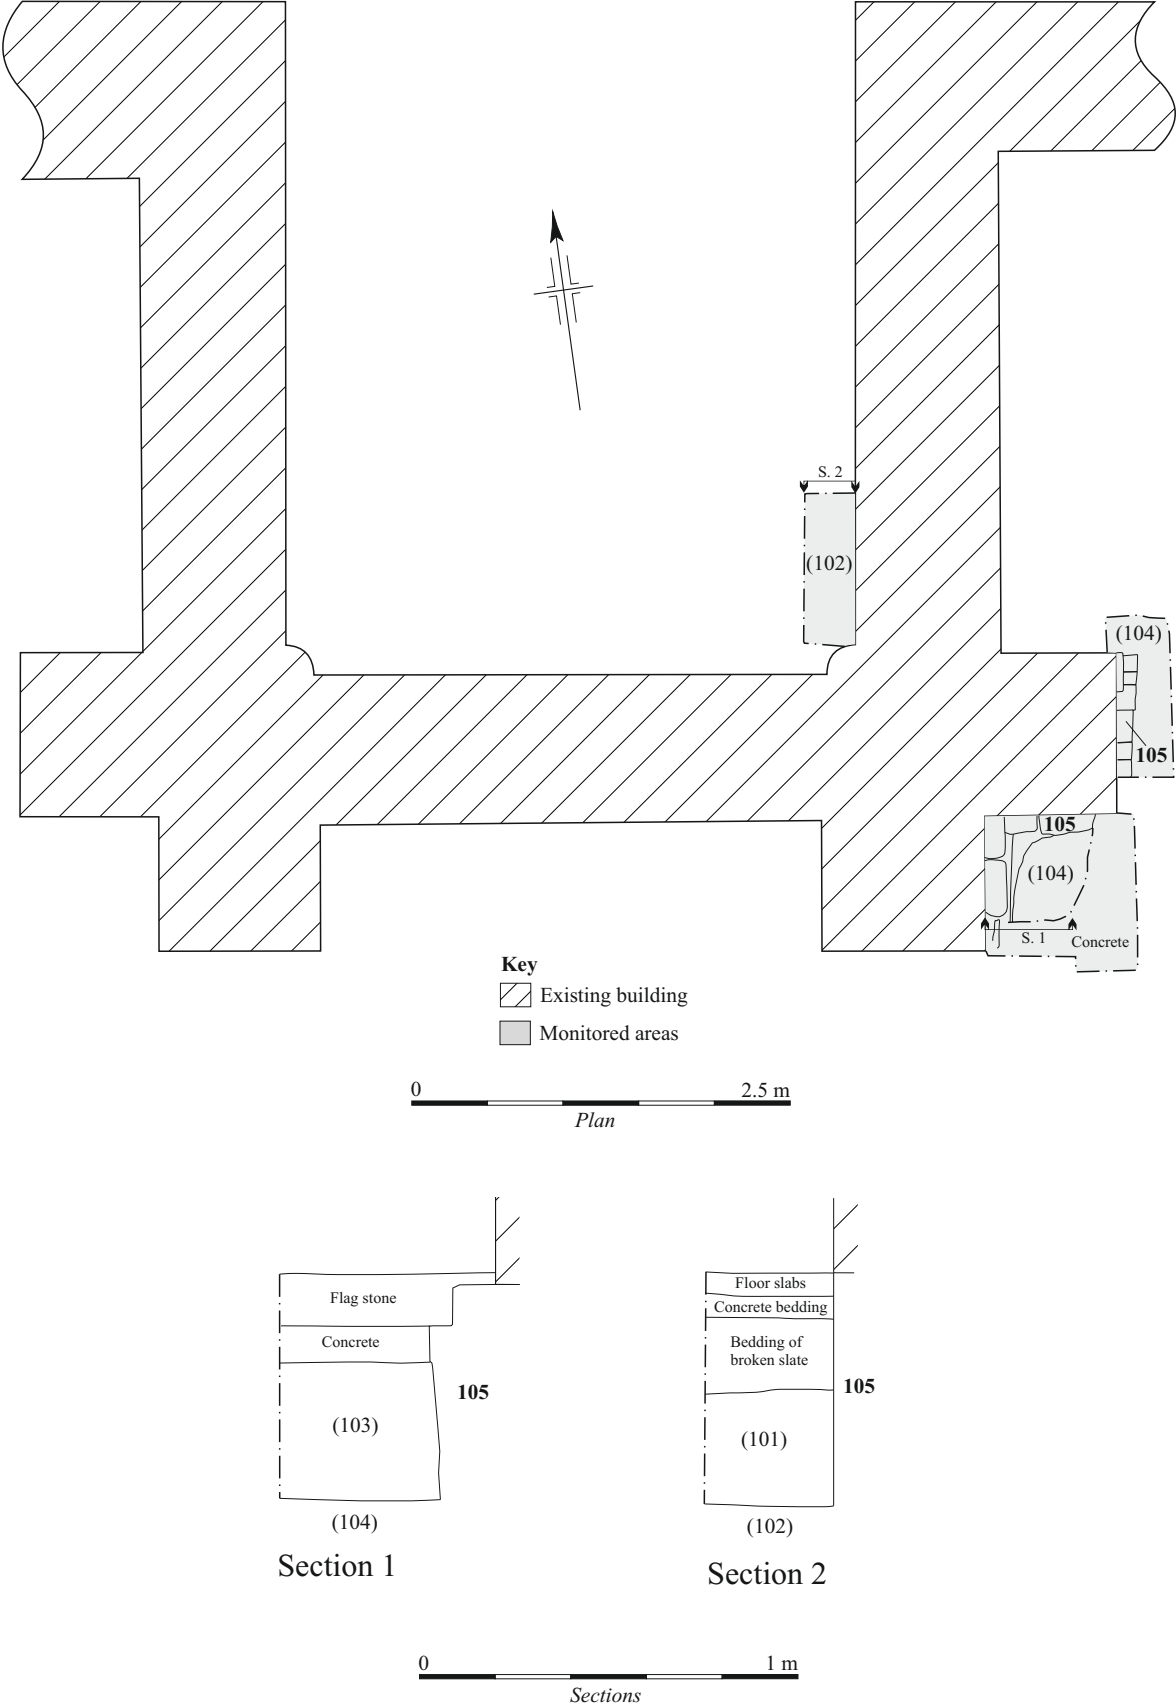 S. 2
(102)
(104)
105
105
(104)
S. 1
Concrete
Key
Existing building
Monitored areas
0 2.5 m
Plan
Flag stone
Concrete
105
(103)
(104)
Section 1
Floor slabs
Concrete bedding
Bedding of
broken slate
105
(101)
(102)
Section 2
0 1 m
Sections